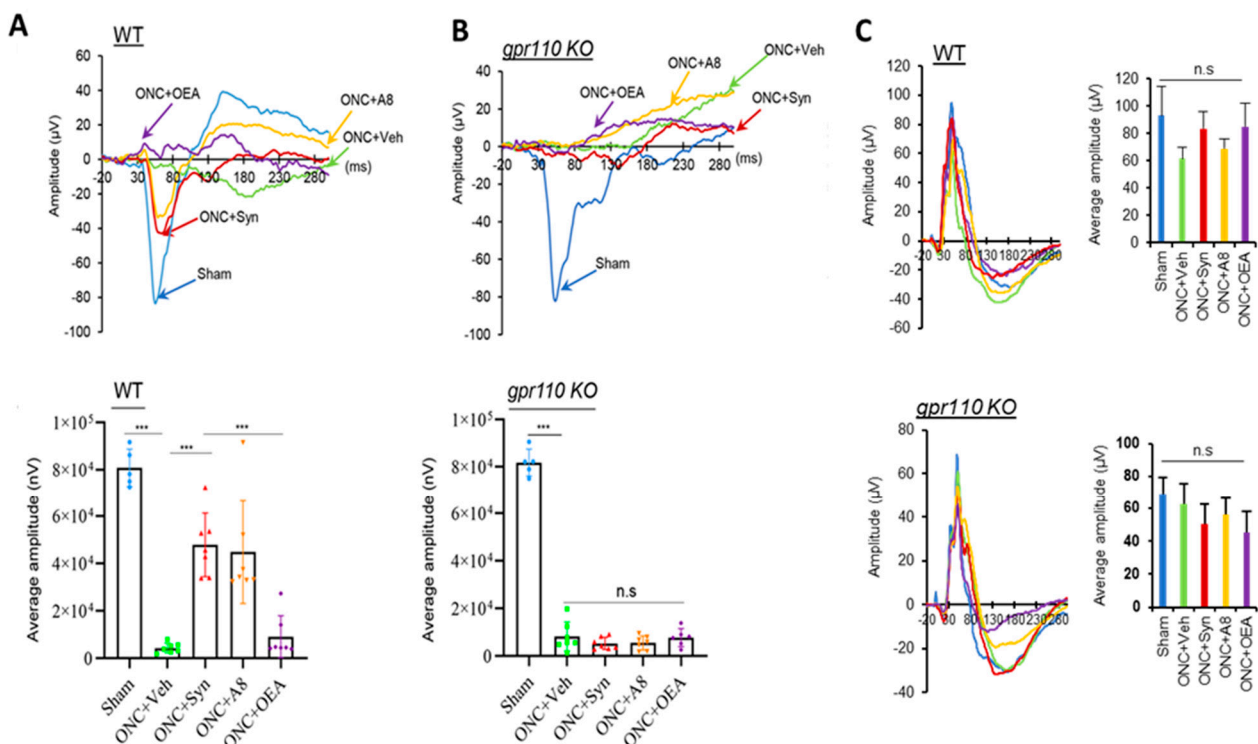 A
WT
60
40
20
0
-20
-40
-60
-80
-100
Amplitude (µV)
-20 30 80 130 180 230 280
(ms)
ONC+OEA
ONC+A8
ONC+Veh
ONC+Syn
Sham
B
gpr110 KO
40
20
0
-20
-40
-60
-80
-100
Amplitude (µV)
-20 30 80 130 180 230 280
(ms)
ONC+Veh
ONC+A8
ONC+OEA
ONC+Syn
Sham
C
WT
120
100
80
60
40
20
0
-20
-40
-60
Amplitude (µV)
-20 30 80 130 180 230 280
n.s
120
100
80
60
40
20
0
Average amplitude (µV)
Sham
ONC+Veh
ONC+Syn
ONC+A8
ONC+OEA
WT
1×10⁵
8×10⁴
6×10⁴
4×10⁴
2×10⁴
0
Average amplitude (nV)
*** *** ***
Sham
ONC+Veh
ONC+Syn
ONC+A8
ONC+OEA
gpr110 KO
1×10⁵
8×10⁴
6×10⁴
4×10⁴
2×10⁴
0
Average amplitude (nV)
***
n.s
Sham
ONC+Veh
ONC+Syn
ONC+A8
ONC+OEA
gpr110 KO
80
60
40
20
0
-20
-40
Amplitude (µV)
-20 30 80 130 180 230 280
n.s
100
80
60
40
20
0
Average amplitude (µV)
Sham
ONC+Veh
ONC+Syn
ONC+A8
ONC+OEA